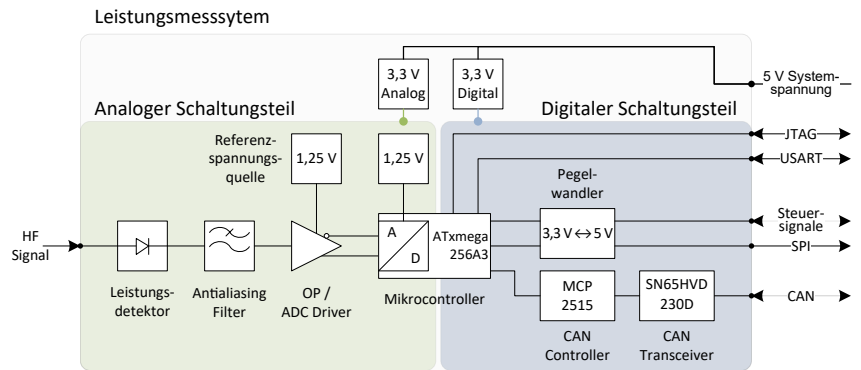 Leistungsmesssytem
3,3 V
Analog
3,3 V
Digital
5 V System-
spannung
Analoger Schaltungsteil
Digitaler Schaltungsteil
Referenz-
spannungs-
quelle
1,25 V
1,25 V
JTAG
USART
Pegel-
wandler
HF
Signal
A
D
ATxmega
256A3
3,3 V ↔ 5 V
Steuer-
signale
SPI
Leistungs-
detektor
Antialiasing
Filter
OP /
ADC Driver
Mikrocontroller
MCP
2515
SN65HVD
230D
CAN
CAN
Controller
CAN
Transceiver